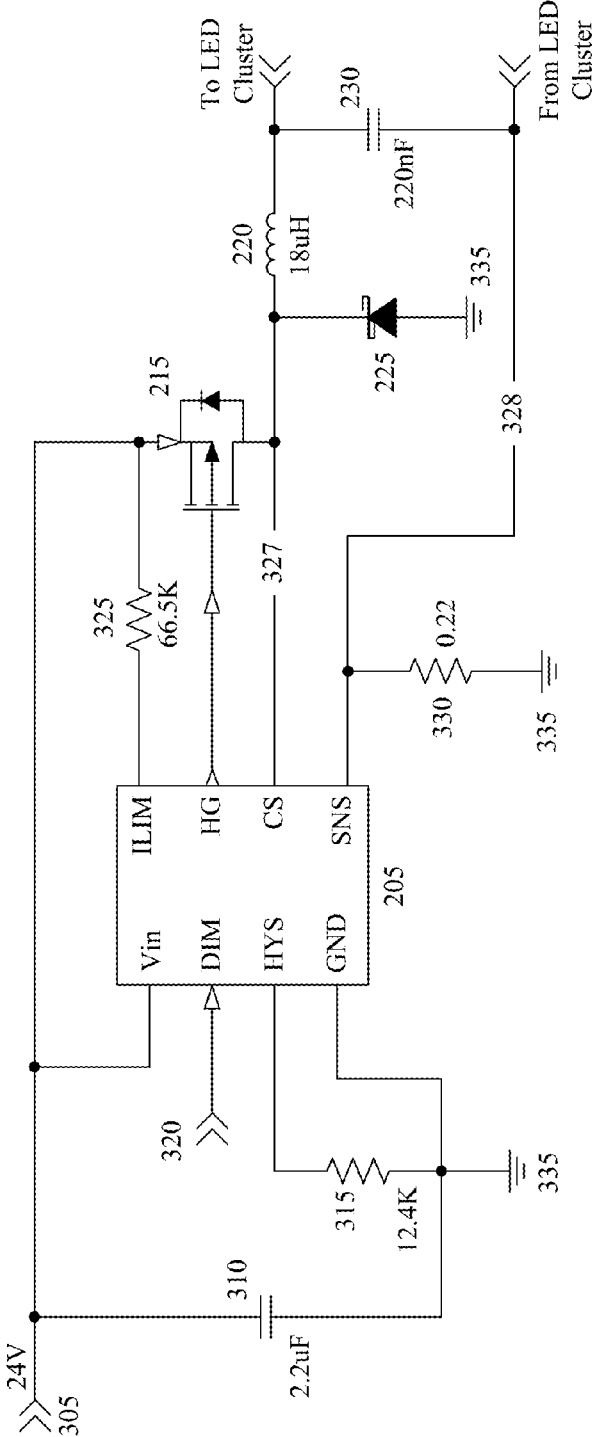 24V
305
310
2.2uF
315
12.4K
335
320
Vin
DIM
HYS
GND
ILIM
HG
CS
SNS
205
325
66.5K
327
330
0.22
335
328
215
225
335
220
18uH
230
220nF
To LED
Cluster
From LED
Cluster